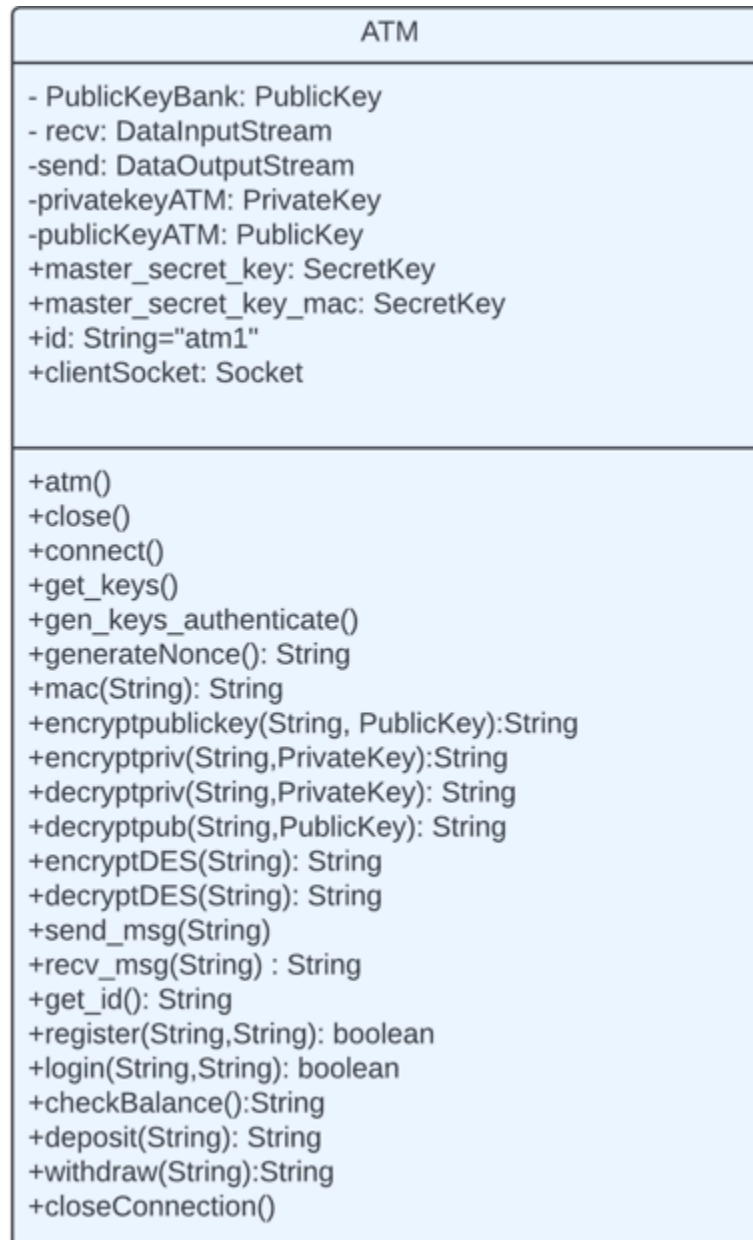 ATM
- PublicKeyBank: PublicKey
- recv: DataInputStream
-send: DataOutputStream
-privatekeyATM: PrivateKey
-publicKeyATM: PublicKey
+master_secret_key: SecretKey
+master_secret_key_mac: SecretKey
+id: String="atm1"
+clientSocket: Socket
+atm()
+close()
+connect()
+get_keys()
+gen_keys_authenticate()
+generateNonce(): String
+mac(String): String
+encryptpublickey(String, PublicKey):String
+encryptpriv(String,PrivateKey):String
+decryptpriv(String,PrivateKey): String
+decryptpub(String,PublicKey): String
+encryptDES(String): String
+decryptDES(String): String
+send_msg(String)
+recv_msg(String) : String
+get_id(): String
+register(String,String): boolean
+login(String,String): boolean
+checkBalance():String
+deposit(String): String
+withdraw(String):String
+closeConnection()